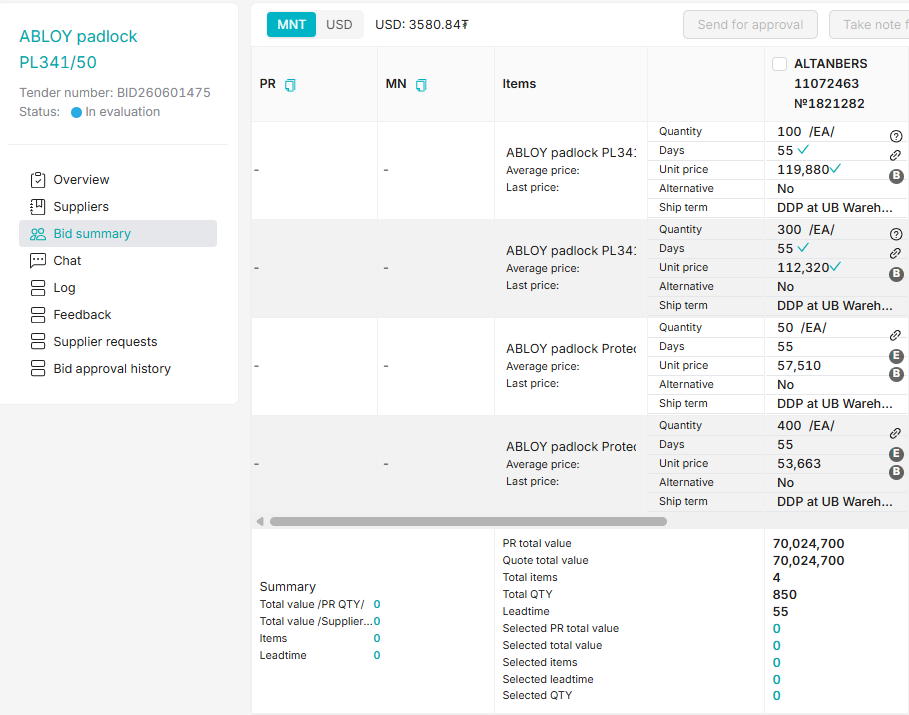 ABLOY padlock
PL341/50
Tender number: BID260601475
Status: In evaluation
Overview
Suppliers
Bid summary
Chat
Log
Feedback
Supplier requests
Bid approval history
MNT USD USD: 3580.84₮
Send for approval Take note f
PR MN Items
ALTANBERS
11072463
№1821282
- - ABLOY padlock PL341
Average price:
Last price:
Quantity 100 /EA/
Days 55
Unit price 119,880
Alternative No
Ship term DDP at UB Wareh...
B
- - ABLOY padlock PL341
Average price:
Last price:
Quantity 300 /EA/
Days 55
Unit price 112,320
Alternative No
Ship term DDP at UB Wareh...
B
- - ABLOY padlock Protec
Average price:
Last price:
Quantity 50 /EA/
Days 55
Unit price 57,510
Alternative No
Ship term DDP at UB Wareh...
E
B
- - ABLOY padlock Protec
Average price:
Last price:
Quantity 400 /EA/
Days 55
Unit price 53,663
Alternative No
Ship term DDP at UB Wareh...
E
B
Summary
Total value /PR QTY/ 0
Total value /Supplier... 0
Items 0
Leadtime 0
PR total value 70,024,700
Quote total value 70,024,700
Total items 4
Total QTY 850
Leadtime 55
Selected PR total value 0
Selected total value 0
Selected items 0
Selected leadtime 0
Selected QTY 0